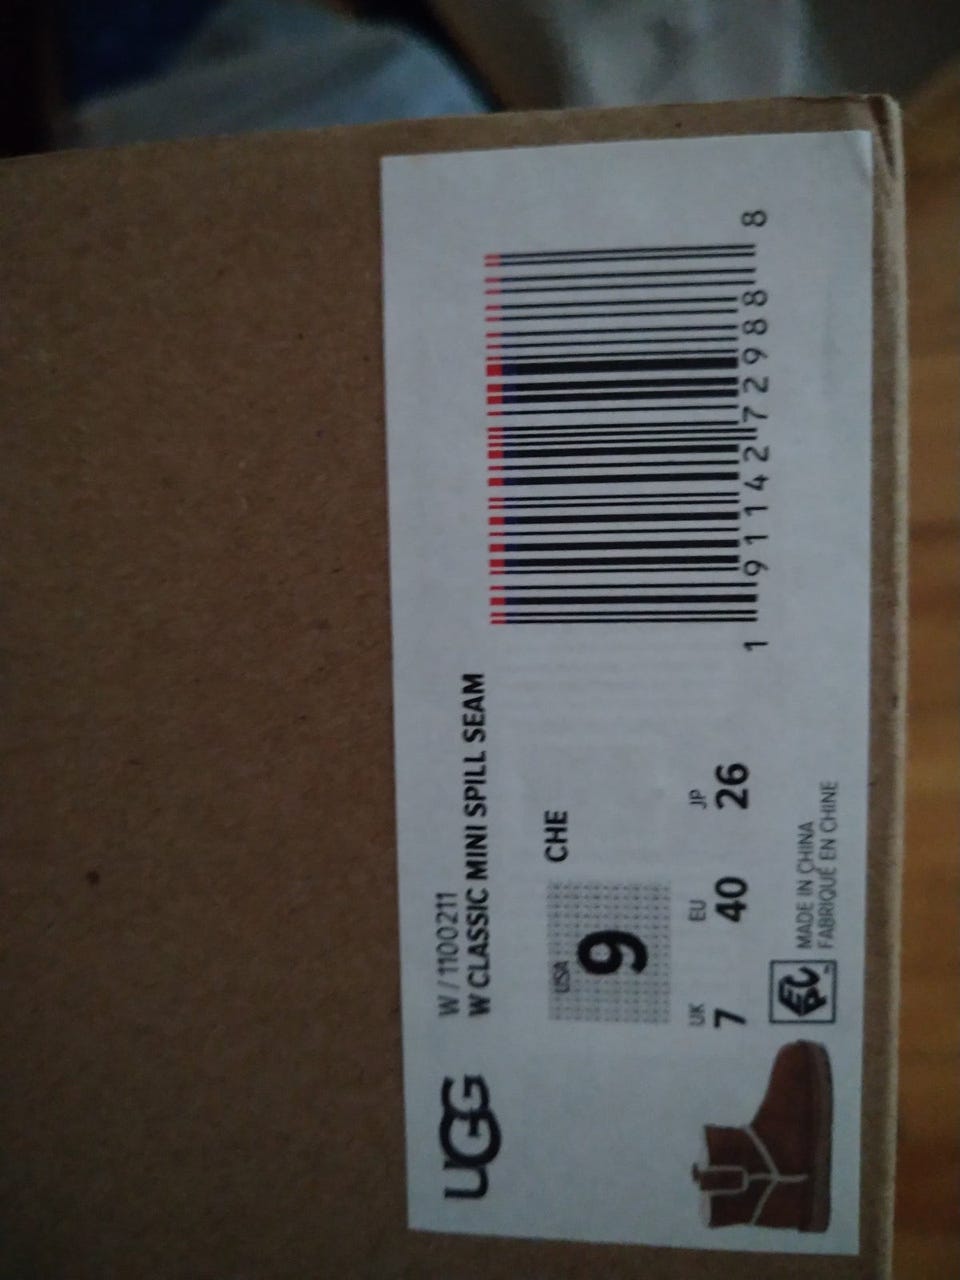 UGG
W/1100211
W CLASSIC MINI SPILL SEAM
USA
9
CHE
UK EU JP
7 40 26
MADE IN CHINA
FABRIQUÉ EN CHINE
1 91142 72988 8